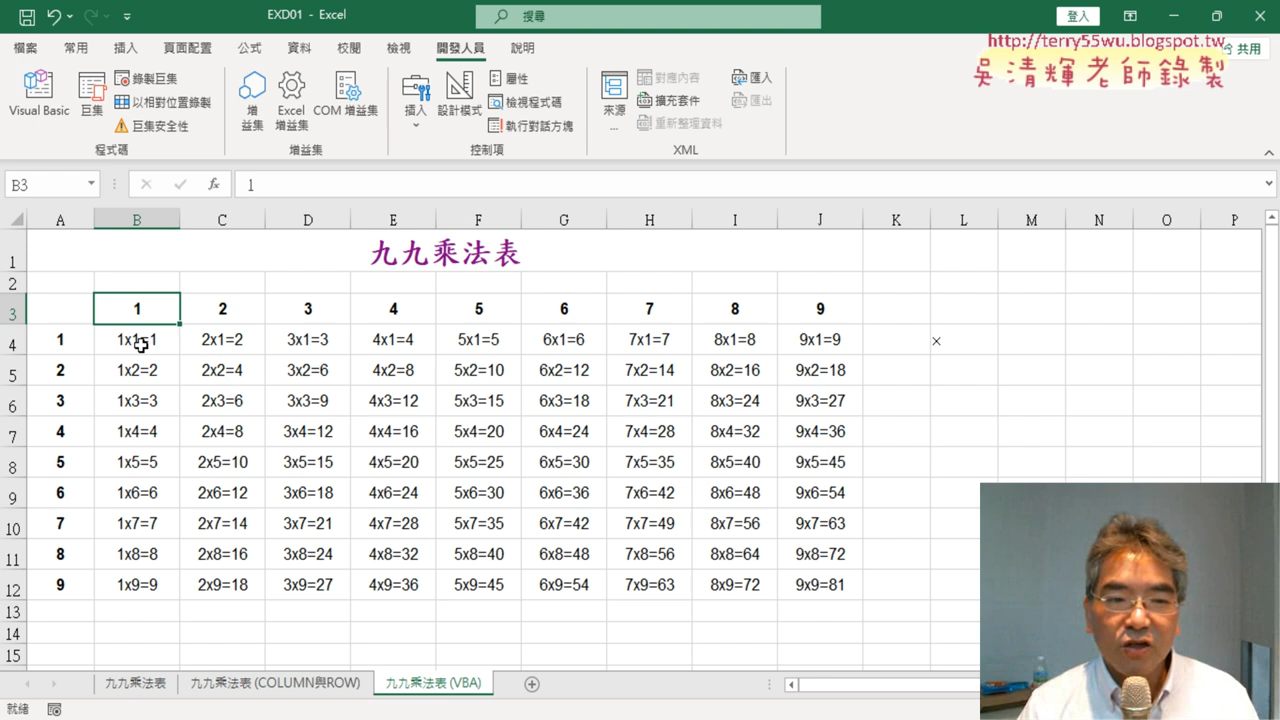 EXD01 - Excel
搜尋
登入
檔案 常用 插入 頁面配置 公式 資料 校閱 檢視 開發人員 說明
共用
http://terry55wu.blogspot.tw
吳清輝老師錄製
Visual Basic
巨集
錄製巨集
以相對位置錄製
巨集安全性
程式碼
增益集
Excel 增益集
COM 增益集
增益集
插入
設計模式
屬性
檢視程式碼
執行對話方塊
控制項
來源
...
對應內容
擴充套件
重新整理資料
匯入
匯出
XML
B3
fx
1
A B C D E F G H I J K L M N O P
1 九九乘法表
2
3 1 2 3 4 5 6 7 8 9
4 1 1x1=1 2x1=2 3x1=3 4x1=4 5x1=5 6x1=6 7x1=7 8x1=8 9x1=9 ×
5 2 1x2=2 2x2=4 3x2=6 4x2=8 5x2=10 6x2=12 7x2=14 8x2=16 9x2=18
6 3 1x3=3 2x3=6 3x3=9 4x3=12 5x3=15 6x3=18 7x3=21 8x3=24 9x3=27
7 4 1x4=4 2x4=8 3x4=12 4x4=16 5x4=20 6x4=24 7x4=28 8x4=32 9x4=36
8 5 1x5=5 2x5=10 3x5=15 4x5=20 5x5=25 6x5=30 7x5=35 8x5=40 9x5=45
9 6 1x6=6 2x6=12 3x6=18 4x6=24 5x6=30 6x6=36 7x6=42 8x6=48 9x6=54
10 7 1x7=7 2x7=14 3x7=21 4x7=28 5x7=35 6x7=42 7x7=49 8x7=56 9x7=63
11 8 1x8=8 2x8=16 3x8=24 4x8=32 5x8=40 6x8=48 7x8=56 8x8=64 9x8=72
12 9 1x9=9 2x9=18 3x9=27 4x9=36 5x9=45 6x9=54 7x9=63 8x9=72 9x9=81
13
14
15
九九乘法表 九九乘法表 (COLUMN與ROW) 九九乘法表 (VBA)
就緒